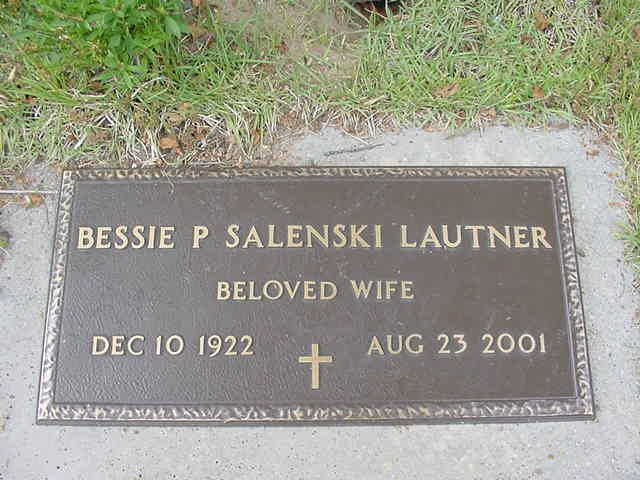 BESSIE P SALENSKI LAUTNER
BELOVED WIFE
DEC 10 1922 AUG 23 2001